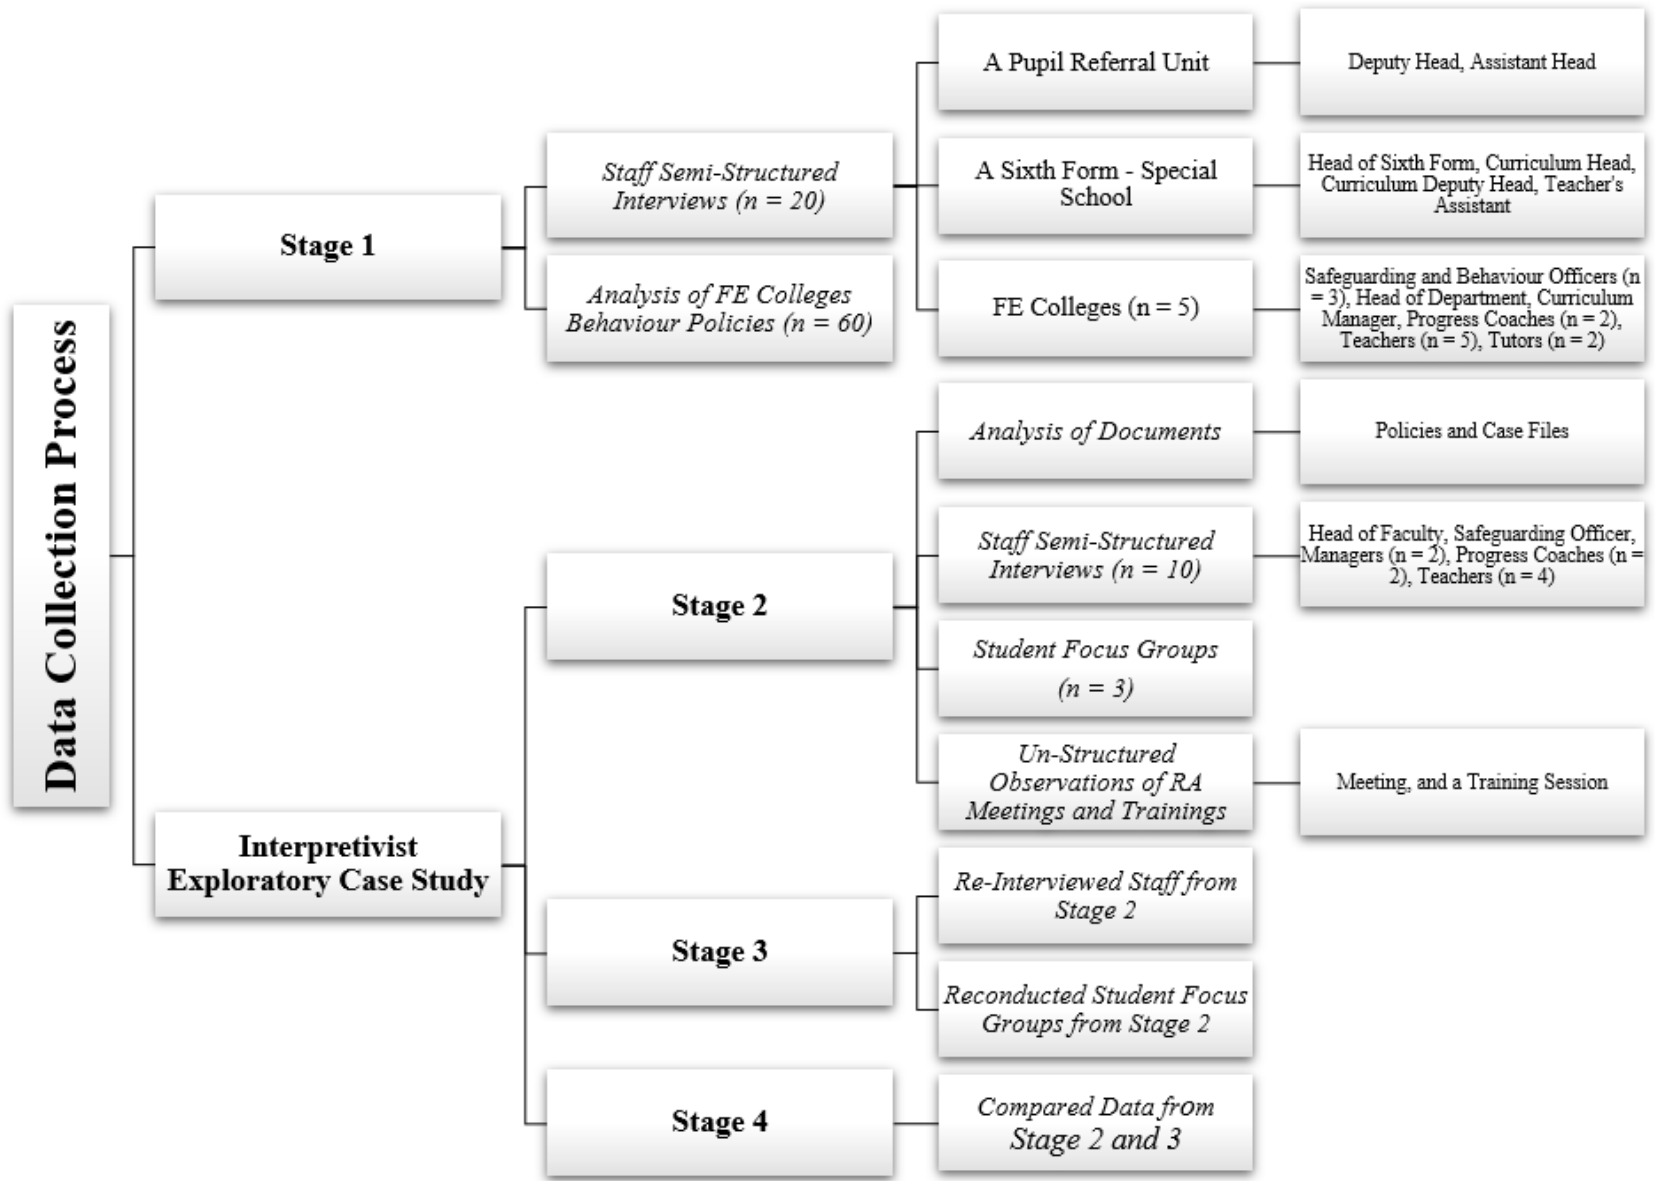 Data Collection Process
Stage 1
Staff Semi-Structured
Interviews (n = 20)
A Pupil Referral Unit
Deputy Head, Assistant Head
A Sixth Form - Special
School
Head of Sixth Form, Curriculum Head,
Curriculum Deputy Head, Teacher's
Assistant
FE Colleges (n = 5)
Safeguarding and Behaviour Officers (n
= 3), Head of Department, Curriculum
Manager, Progress Coaches (n = 2),
Teachers (n = 5), Tutors (n = 2)
Analysis of FE Colleges
Behaviour Policies (n = 60)
Interpretivist
Exploratory Case Study
Stage 2
Analysis of Documents
Policies and Case Files
Staff Semi-Structured
Interviews (n = 10)
Head of Faculty, Safeguarding Officer,
Managers (n = 2), Progress Coaches (n =
2), Teachers (n = 4)
Student Focus Groups
(n = 3)
Un-Structured
Observations of RA
Meetings and Trainings
Meeting, and a Training Session
Stage 3
Re-Interviewed Staff from
Stage 2
Reconducted Student Focus
Groups from Stage 2
Stage 4
Compared Data from
Stage 2 and 3